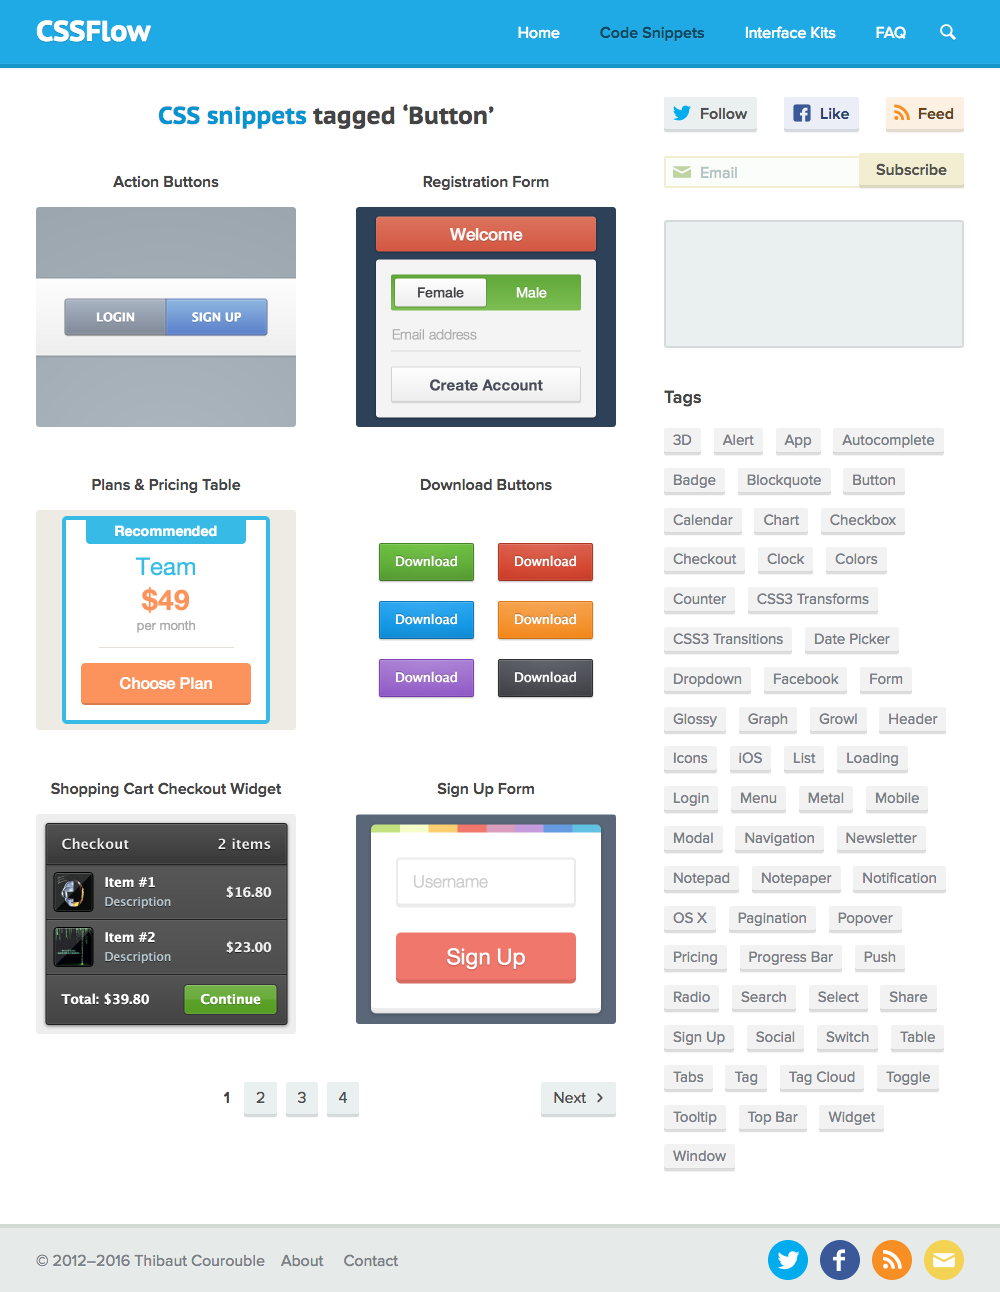 CSSFlow
Home Code Snippets Interface Kits FAQ
CSS snippets tagged ‘Button’
Action Buttons
LOGIN SIGN UP
Registration Form
Welcome
Female Male
Email address
Create Account
Plans & Pricing Table
Recommended
Team
$49
per month
Choose Plan
Download Buttons
Download Download
Download Download
Download Download
Shopping Cart Checkout Widget
Checkout 2 items
Item #1
Description
$16.80
Item #2
Description
$23.00
Total: $39.80 Continue
Sign Up Form
Username
Sign Up
1 2 3 4 Next
Follow Like Feed
Email Subscribe
Tags
3D Alert App Autocomplete
Badge Blockquote Button
Calendar Chart Checkbox
Checkout Clock Colors
Counter CSS3 Transforms
CSS3 Transitions Date Picker
Dropdown Facebook Form
Glossy Graph Growl Header
Icons iOS List Loading
Login Menu Metal Mobile
Modal Navigation Newsletter
Notepad Notepaper Notification
OS X Pagination Popover
Pricing Progress Bar Push
Radio Search Select Share
Sign Up Social Switch Table
Tabs Tag Tag Cloud Toggle
Tooltip Top Bar Widget
Window
© 2012–2016 Thibaut Courouble About Contact